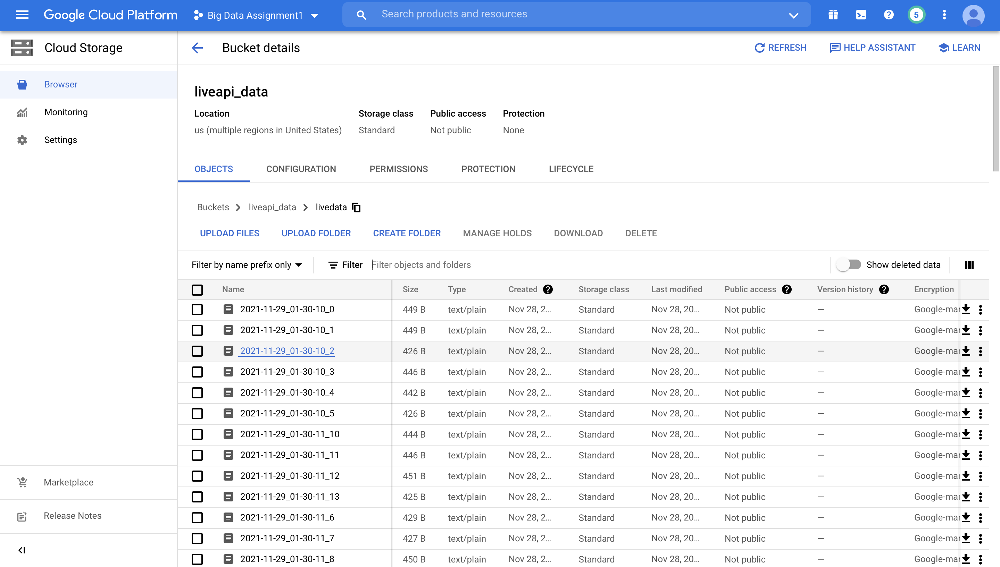 Google Cloud Platform Big Data Assignment1 Search products and resources 5
Cloud Storage
Bucket details REFRESH HELP ASSISTANT LEARN
Browser
Monitoring
Settings
Marketplace
Release Notes
liveapi_data
Location Storage class Public access Protection
us (multiple regions in United States) Standard Not public None
OBJECTS CONFIGURATION PERMISSIONS PROTECTION LIFECYCLE
Buckets liveapi_data livedata
UPLOAD FILES UPLOAD FOLDER CREATE FOLDER MANAGE HOLDS DOWNLOAD DELETE
Filter by name prefix only Filter Filter objects and folders Show deleted data
Name Size Type Created Storage class Last modified Public access Version history Encryption
2021-11-29_01-30-10_0 449 B text/plain Nov 28, 2... Standard Nov 28, 20... Not public — Google-mar
2021-11-29_01-30-10_1 449 B text/plain Nov 28, 2... Standard Nov 28, 20... Not public — Google-mar
2021-11-29_01-30-10_2 426 B text/plain Nov 28, 2... Standard Nov 28, 20... Not public — Google-mar
2021-11-29_01-30-10_3 446 B text/plain Nov 28, 2... Standard Nov 28, 20... Not public — Google-mar
2021-11-29_01-30-10_4 442 B text/plain Nov 28, 2... Standard Nov 28, 20... Not public — Google-mar
2021-11-29_01-30-10_5 426 B text/plain Nov 28, 2... Standard Nov 28, 20... Not public — Google-mar
2021-11-29_01-30-11_10 444 B text/plain Nov 28, 2... Standard Nov 28, 20... Not public — Google-mar
2021-11-29_01-30-11_11 446 B text/plain Nov 28, 2... Standard Nov 28, 20... Not public — Google-mar
2021-11-29_01-30-11_12 451 B text/plain Nov 28, 2... Standard Nov 28, 20... Not public — Google-mar
2021-11-29_01-30-11_13 425 B text/plain Nov 28, 2... Standard Nov 28, 20... Not public — Google-mar
2021-11-29_01-30-11_6 429 B text/plain Nov 28, 2... Standard Nov 28, 20... Not public — Google-mar
2021-11-29_01-30-11_7 427 B text/plain Nov 28, 2... Standard Nov 28, 20... Not public — Google-mar
2021-11-29_01-30-11_8 450 B text/plain Nov 28, 2... Standard Nov 28, 20... Not public — Google-mar